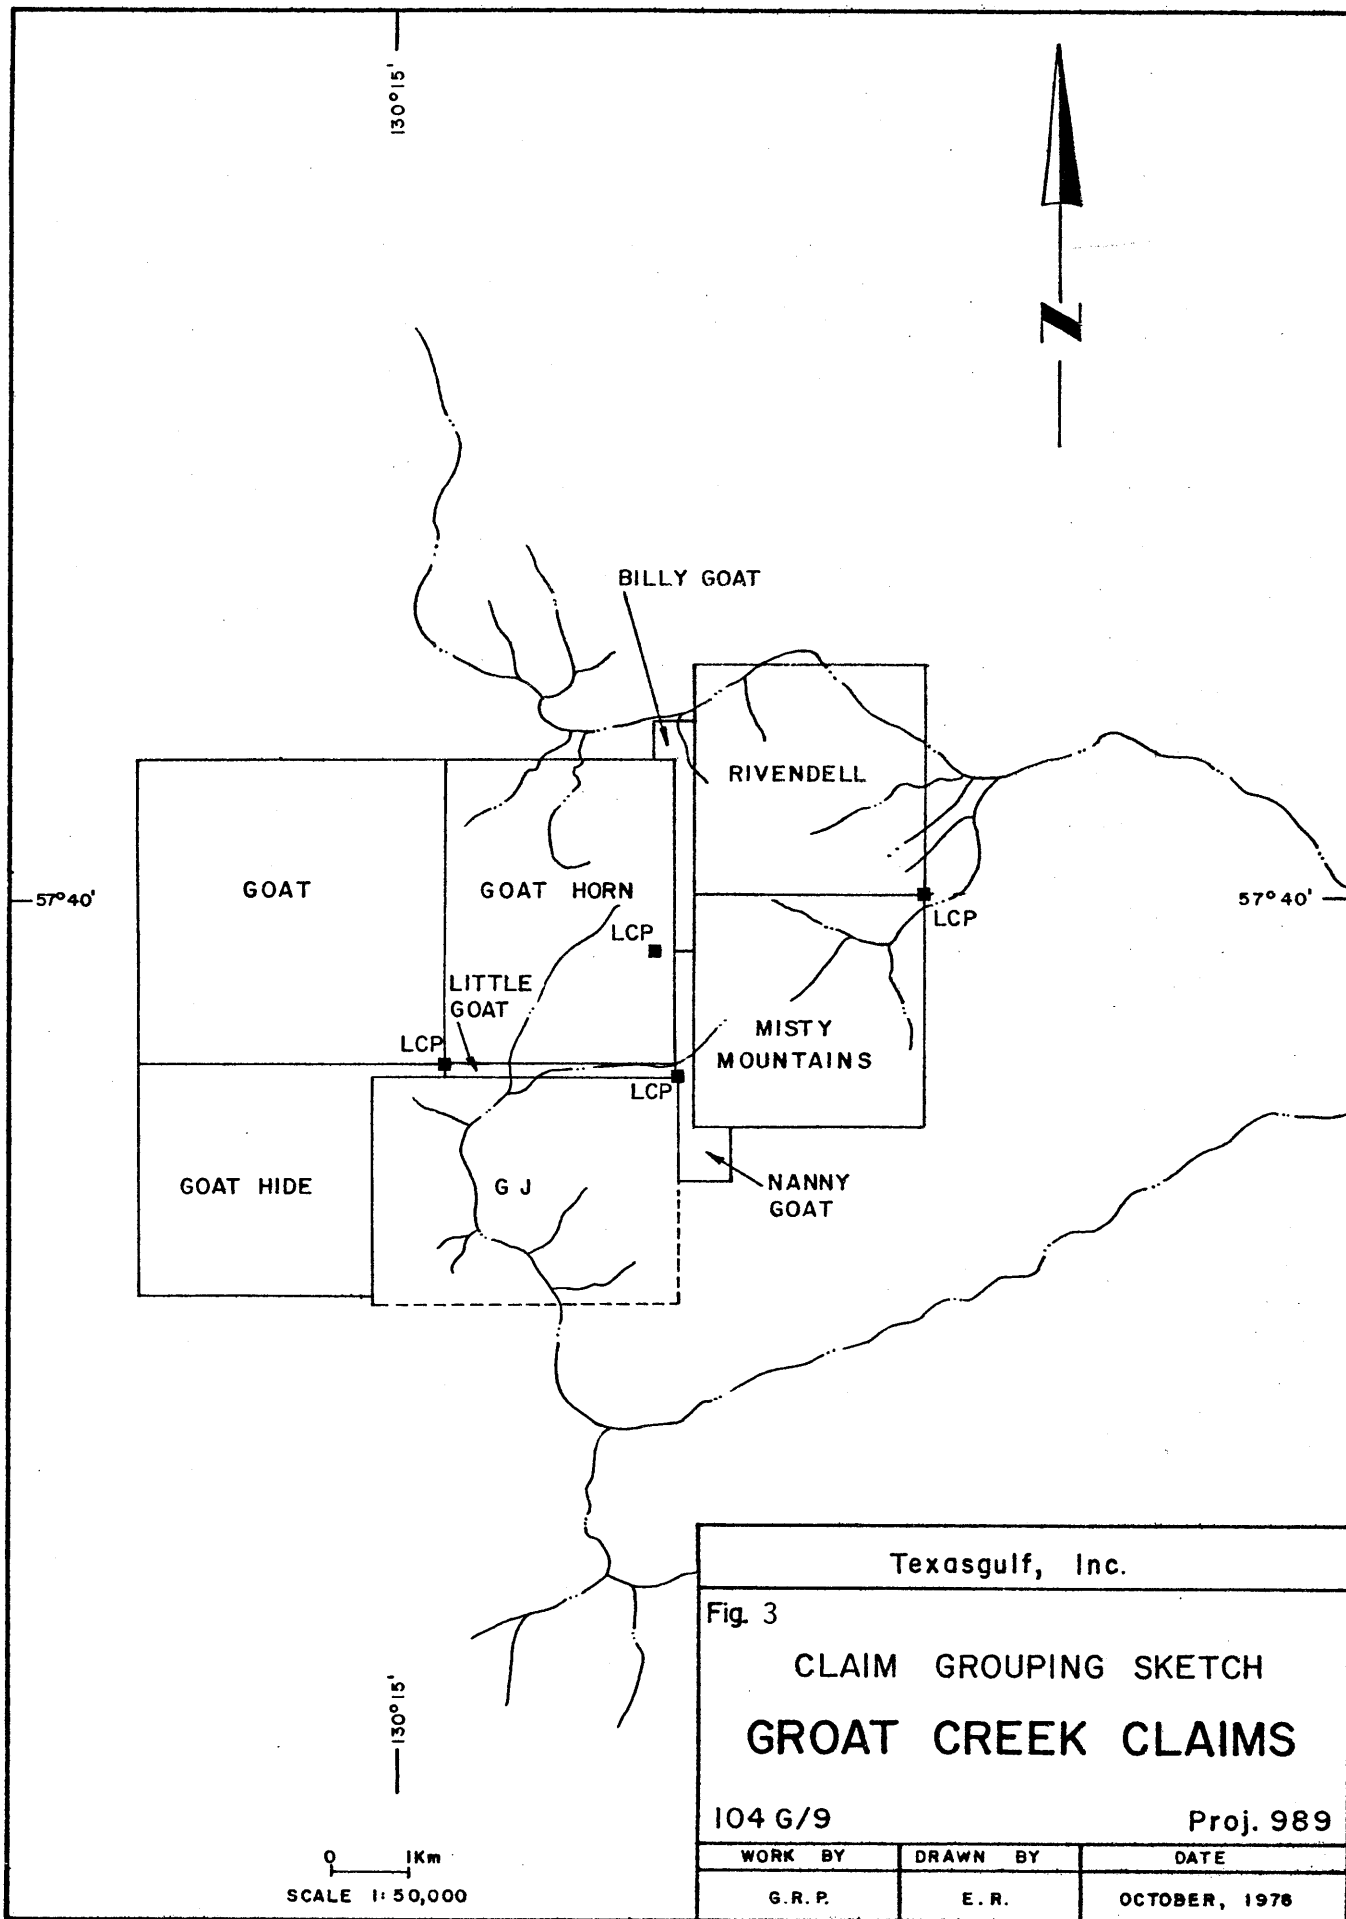 130°15'
N
BILLY GOAT
RIVENDELL
GOAT
GOAT HORN
57°40'
57°40'
LCP
LCP
LITTLE
GOAT
MISTY
MOUNTAINS
LCP
LCP
GOAT HIDE
G J
NANNY
GOAT
130°15'
Texasgulf, Inc.
Fig. 3
CLAIM GROUPING SKETCH
GROAT CREEK CLAIMS
104 G/9 Proj. 989
0 1Km
SCALE 1:50,000
WORK BY DRAWN BY DATE
G.R.P. E.R. OCTOBER, 1978